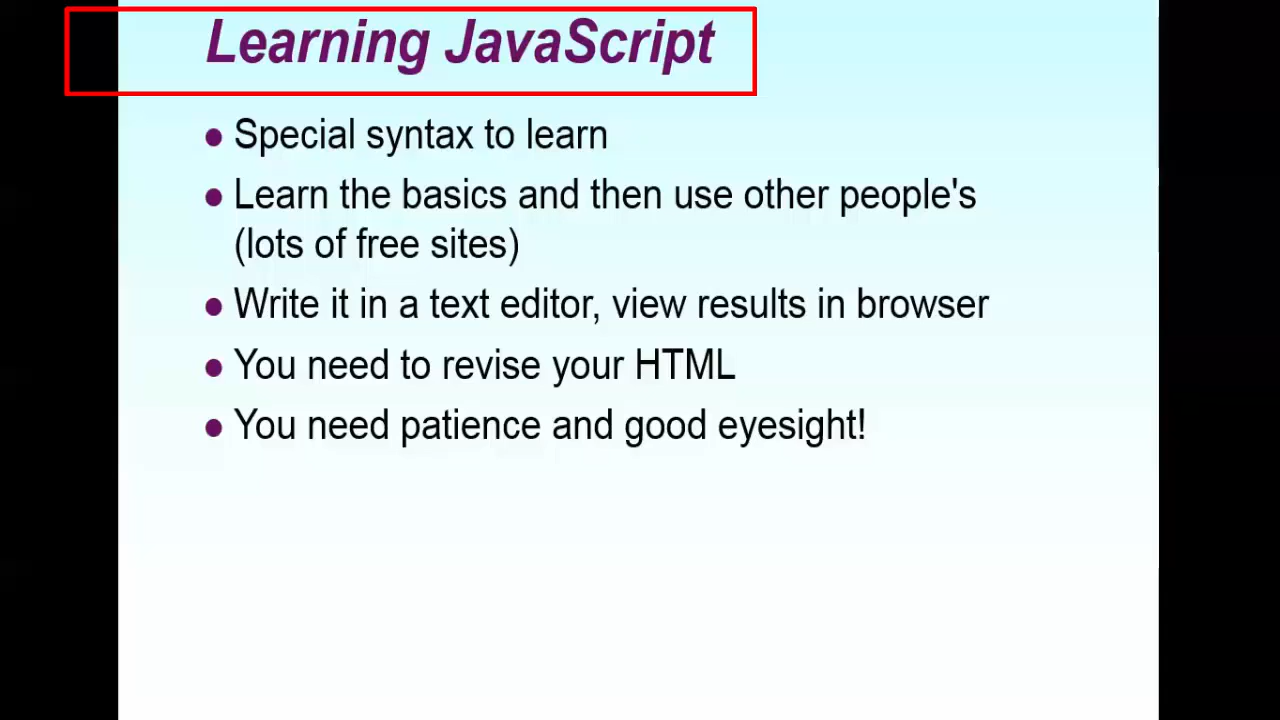 Learning JavaScript
Special syntax to learn
Learn the basics and then use other people's
(lots of free sites)
Write it in a text editor, view results in browser
You need to revise your HTML
You need patience and good eyesight!